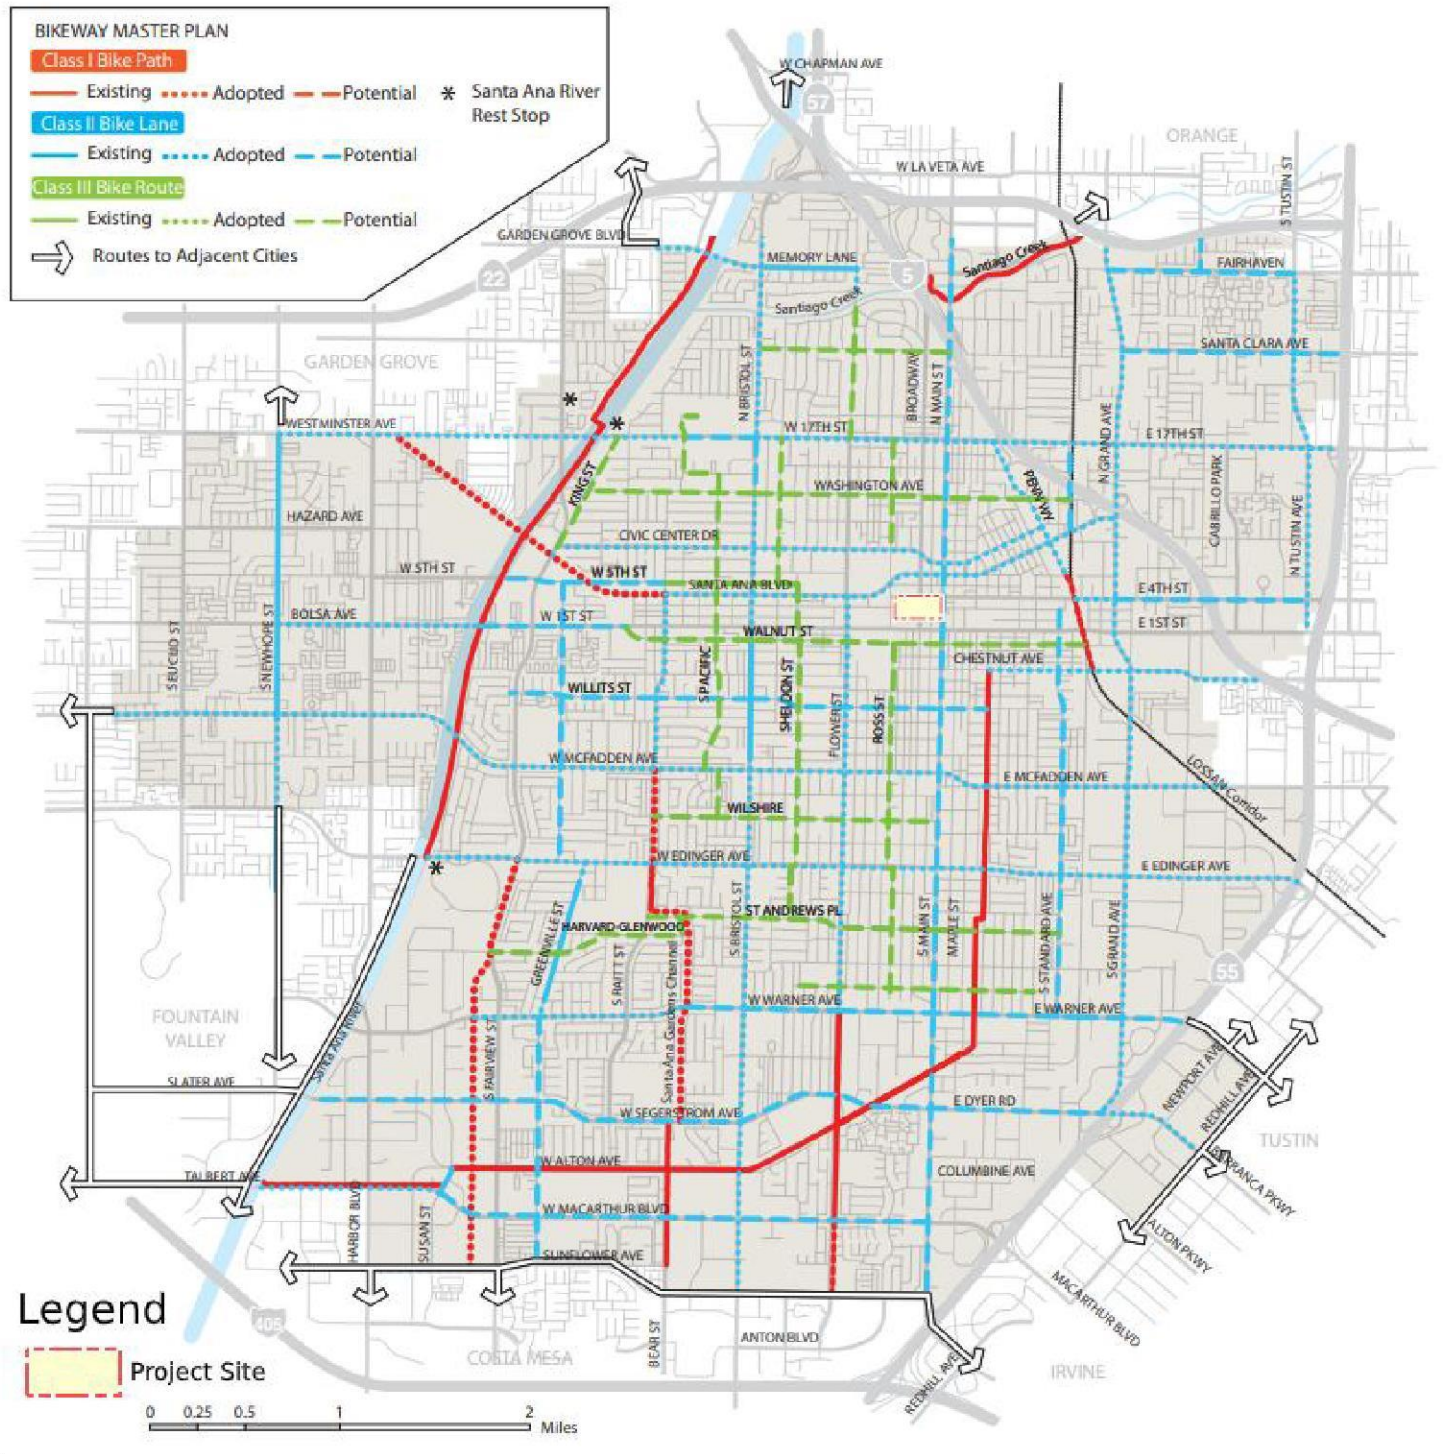 BIKEWAY MASTER PLAN
Class I Bike Path
Existing Adopted Potential
Santa Ana River
Rest Stop
Class II Bike Lane
Existing Adopted Potential
Class III Bike Route
Existing Adopted Potential
Routes to Adjacent Cities
W CHAPMAN AVE
57
ORANGE
W LA VETA AVE
S TUSTIN ST
GARDEN GROVE BLVD
22
MEMORY LANE
5
Santiago Creek
FAIRHAVEN
Santiago Creek
GARDEN GROVE
SANTA CLARA AVE
N BRISTOL ST
BROADWAY
N MAIN ST
WESTMINSTER AVE
W 17TH ST
E 17TH ST
N GRAND AVE
KING ST
WASHINGTON AVE
PENN WAY
CABRILLO PARK
HAZARD AVE
CIVIC CENTER DR
N TUSTIN AVE
W 5TH ST
W 5TH ST
SANTA ANA BLVD
E 4TH ST
BOLSA AVE
W 1ST ST
E 1ST ST
WALNUT ST
S EUCLID ST
S NEWHOPE ST
CHESTNUT AVE
S PACIFIC
WILLITS ST
SHELDON ST
FLOWER ST
ROSS ST
W MCFADDEN AVE
E MCFADDEN AVE
LOSSAN Corridor
WILSHIRE
W EDINGER AVE
E EDINGER AVE
ST ANDREWS PL
HARVARD-GLENWOOD
GREENVILLE ST
S RAITT ST
Santa Ana Gardens Channel
S BRISTOL ST
S MAIN ST
MAPLE ST
S STANDARD AVE
S GRAND AVE
55
W WARNER AVE
E WARNER AVE
FOUNTAIN
VALLEY
Santa Ana River
S FAIRVIEW ST
SLATER AVE
NEWPORT AVE
REDHILL AVE
W SEGERSTROM AVE
E DYER RD
TUSTIN
W ALTON AVE
COLUMBINE AVE
BARRANCA PKWY
TALBERT AVE
HARBOR BLVD
SUSAN ST
W MACARTHUR BLVD
ALTON PKWY
SUNFLOWER AVE
MACARTHUR BLVD
405
BEAR ST
ANTON BLVD
COSTA MESA
REDHILL AVE
IRVINE
Legend
Project Site
0 0.25 0.5 1 2
Miles